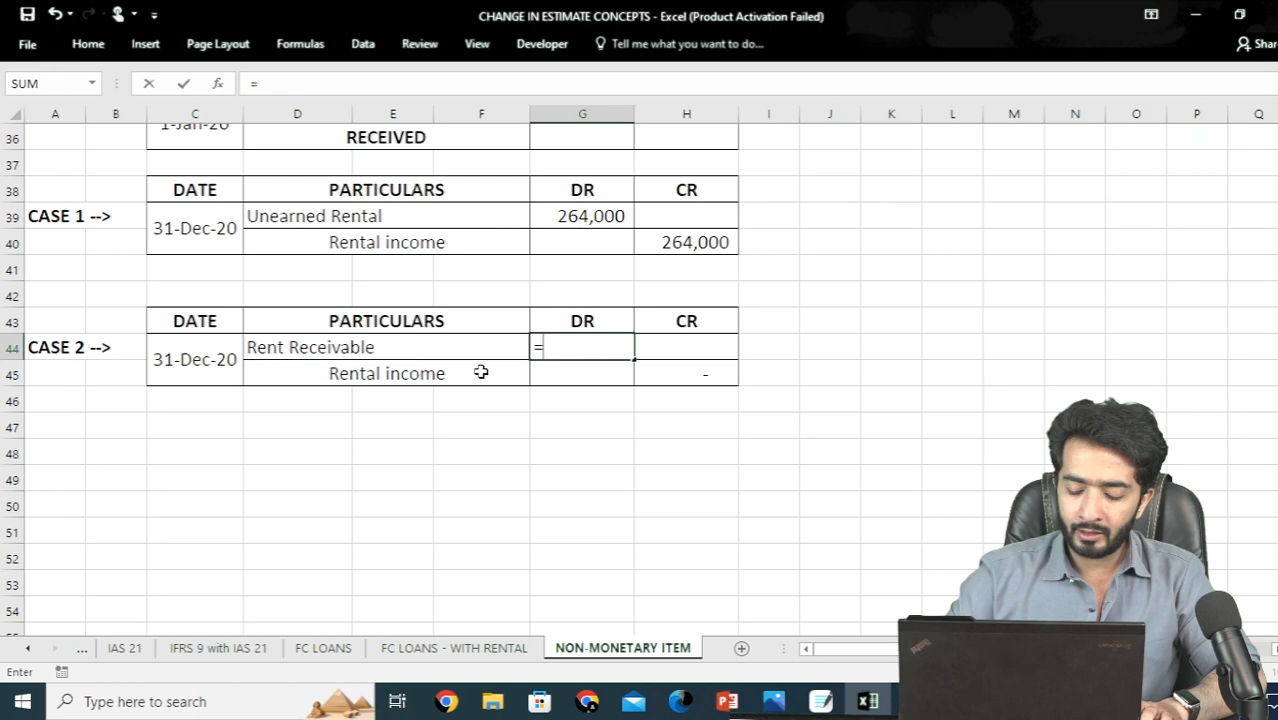 CHANGE IN ESTIMATE CONCEPTS - Excel (Product Activation Failed)
File Home Insert Page Layout Formulas Data Review View Developer Tell me what you want to do... Shar
SUM fx =
A B C D E F G H I J K L M N O P Q
36 1-Jan-20 RECEIVED
37
38 DATE PARTICULARS DR CR
39 CASE 1 --> 31-Dec-20 Unearned Rental 264,000
40 Rental income 264,000
41
42
43 DATE PARTICULARS DR CR
44 CASE 2 --> 31-Dec-20 Rent Receivable =
45 Rental income -
46
47
48
49
50
51
52
53
54
... IAS 21 IFRS 9 with IAS 21 FC LOANS FC LOANS - WITH RENTAL NON-MONETARY ITEM
Enter
Type here to search